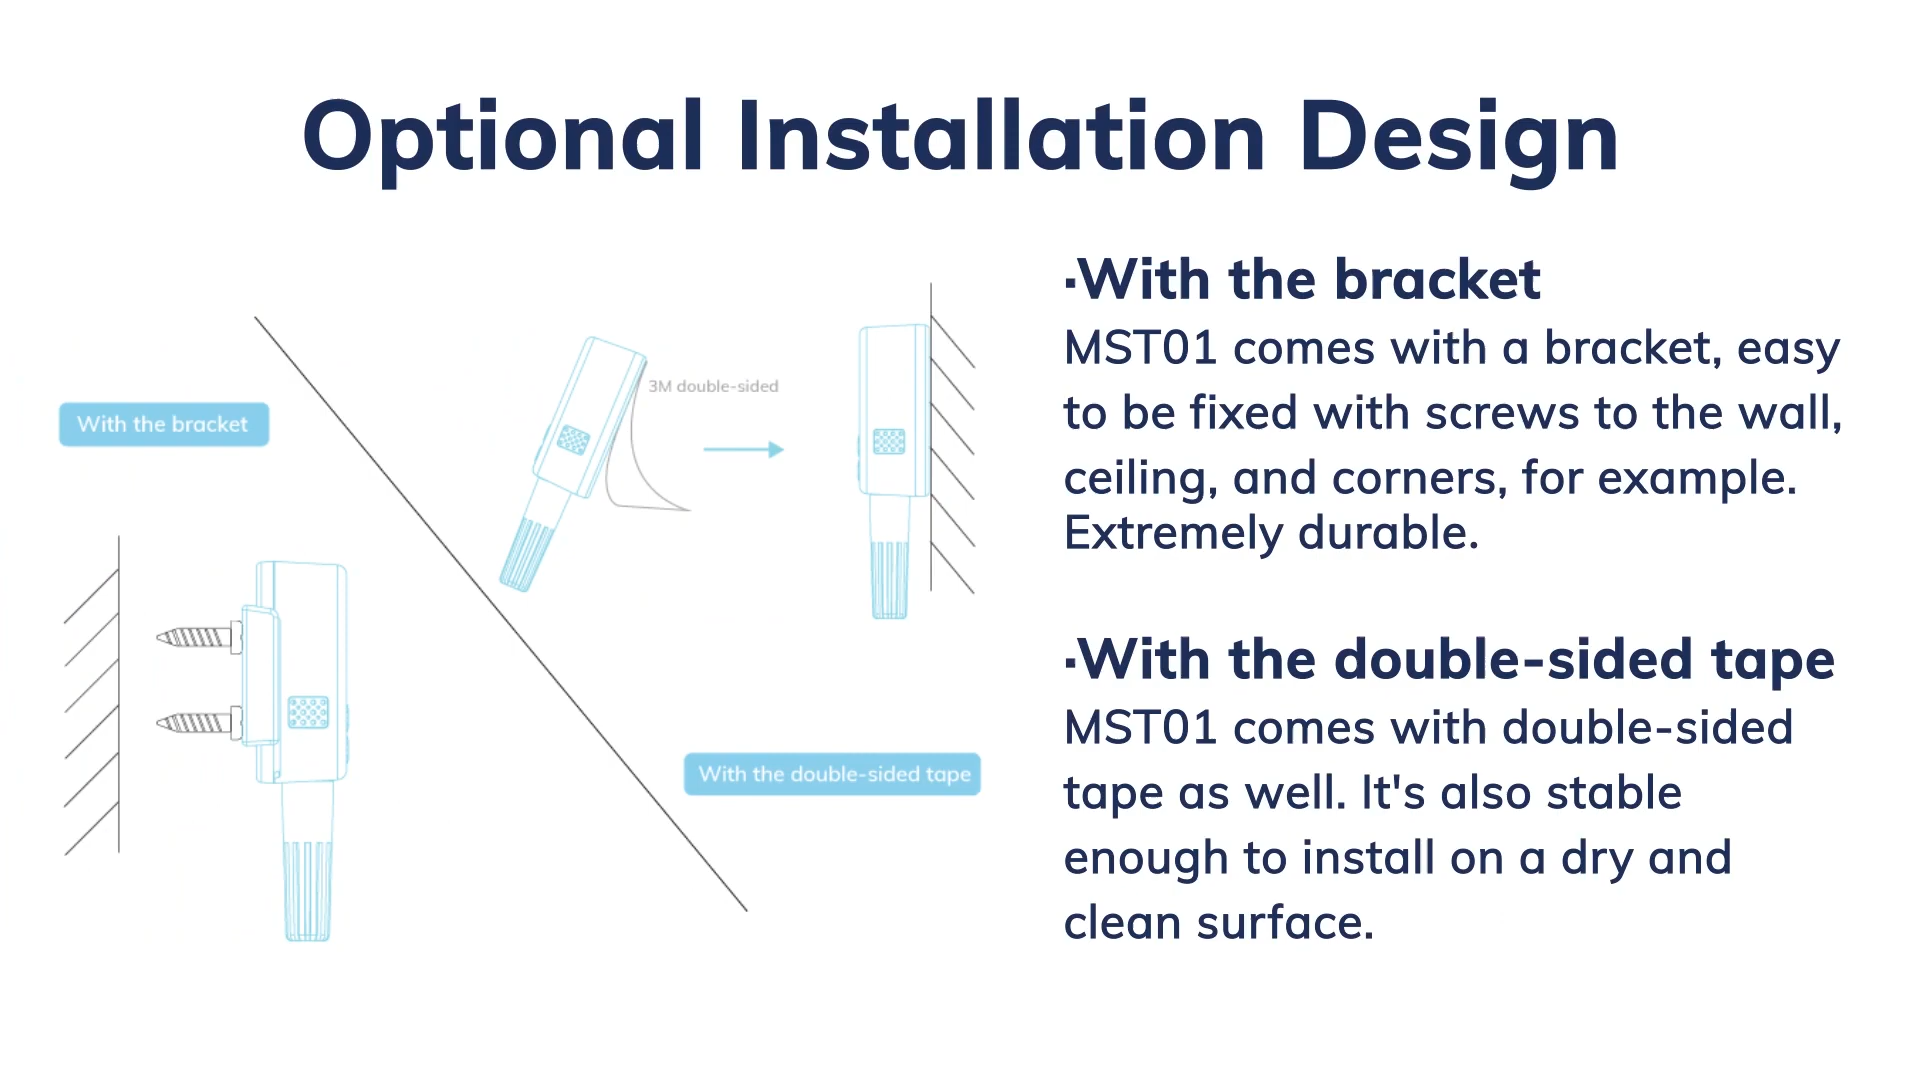 Optional Installation Design
With the bracket
3M double-sided
With the double-sided tape
·With the bracket
MST01 comes with a bracket, easy
to be fixed with screws to the wall,
ceiling, and corners, for example.
Extremely durable.
·With the double-sided tape
MST01 comes with double-sided
tape as well. It's also stable
enough to install on a dry and
clean surface.